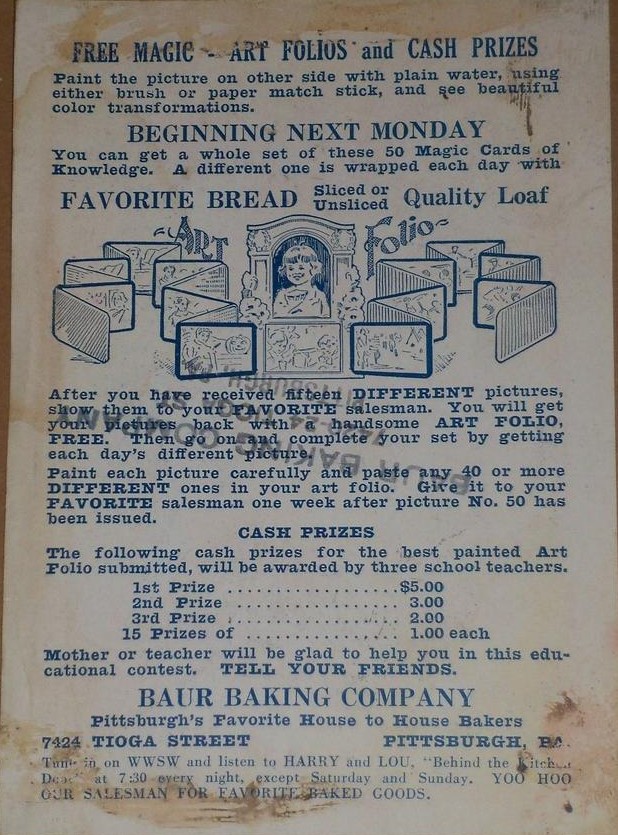 FREE MAGIC - ART FOLIOS and CASH PRIZES
Paint the picture on other side with plain water, using
either brush or paper match stick, and see beautiful
color transformations.
BEGINNING NEXT MONDAY
You can get a whole set of these 50 Magic Cards of
Knowledge. A different one is wrapped each day with
FAVORITE BREAD Sliced or Unsliced Quality Loaf
ART Folio
After you have received fifteen DIFFERENT pictures,
show them to your FAVORITE salesman. You will get
your pictures back with a handsome ART FOLIO,
FREE. Then go on and complete your set by getting
each day's different picture.
BAUR BAKING COMPANY
PITTSBURGH, PA.
Paint each picture carefully and paste any 40 or more
DIFFERENT ones in your art folio. Give it to your
FAVORITE salesman one week after picture No. 50 has
been issued.
CASH PRIZES
The following cash prizes for the best painted Art
Folio submitted, will be awarded by three school teachers.
1st Prize .................... $5.00
2nd Prize .................... 3.00
3rd Prize .................... 2.00
15 Prizes of .................. 1.00 each
Mother or teacher will be glad to help you in this edu-
cational contest. TELL YOUR FRIENDS.
BAUR BAKING COMPANY
Pittsburgh's Favorite House to House Bakers
7424 TIOGA STREET PITTSBURGH, PA.
Tune in on WWSW and listen to HARRY and LOU, "Behind the Kitchen
Door" at 7:30 every night, except Saturday and Sunday. YOO HOO
OUR SALESMAN FOR FAVORITE BAKED GOODS.